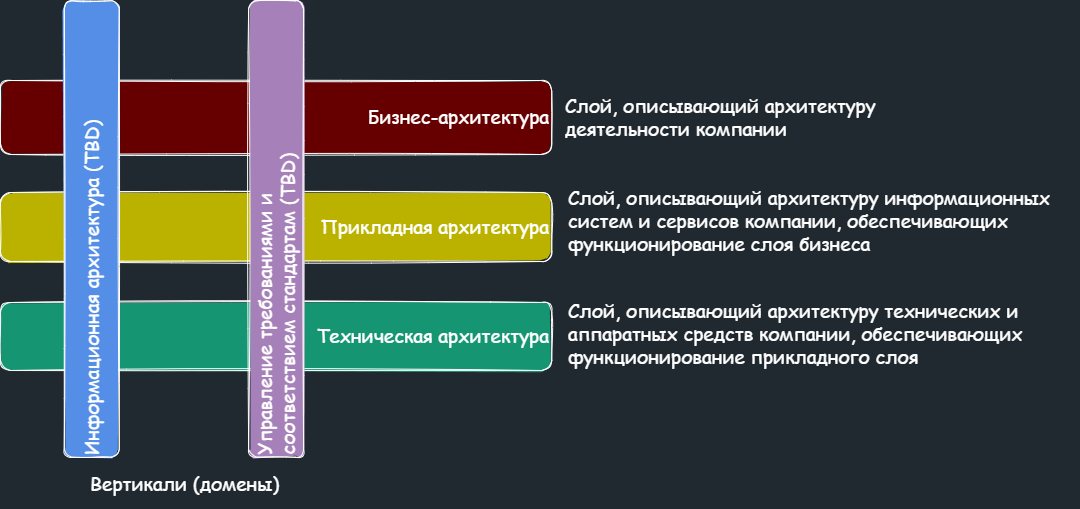 Бизнес-архитектура
Слой, описывающий архитектуру
деятельности компании
Прикладная архитектура
Слой, описывающий архитектуру информационных
систем и сервисов компании, обеспечивающих
функционирование слоя бизнеса
Техническая архитектура
Слой, описывающий архитектуру технических и
аппаратных средств компании, обеспечивающих
функционирование прикладного слоя
Информационная архитектура (TBD)
Управление требованиями и
соответствием стандартам (TBD)
Вертикали (домены)